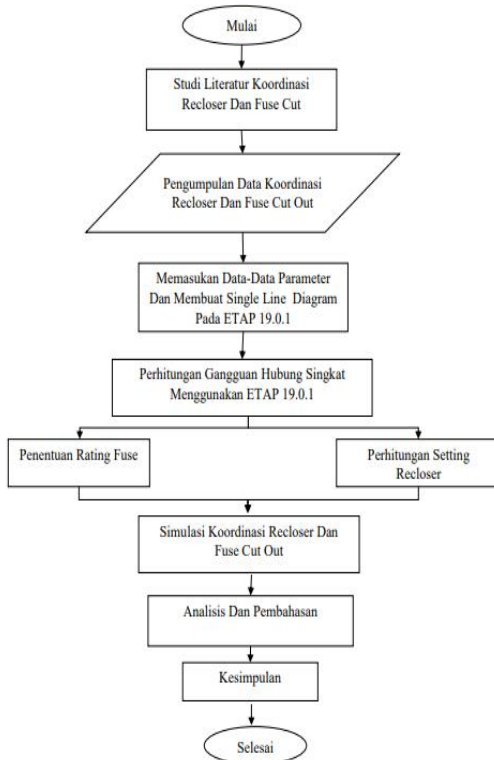 Mulai
Studi Literatur Koordinasi
Recloser Dan Fuse Cut
Pengumpulan Data Koordinasi
Recloser Dan Fuse Cut Out
Memasukan Data-Data Parameter
Dan Membuat Single Line Diagram
Pada ETAP 19.0.1
Perhitungan Gangguan Hubung Singkat
Menggunakan ETAP 19.0.1
Penentuan Rating Fuse
Perhitungan Setting
Recloser
Simulasi Koordinasi Recloser Dan
Fuse Cut Out
Analisis Dan Pembahasan
Kesimpulan
Selesai